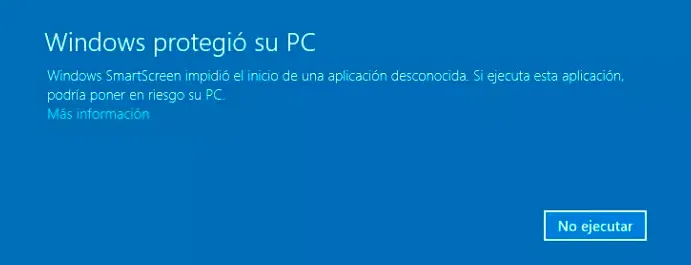 Windows protegió su PC
Windows SmartScreen impidió el inicio de una aplicación desconocida. Si ejecuta esta aplicación,
podría poner en riesgo su PC.
Más información
No ejecutar